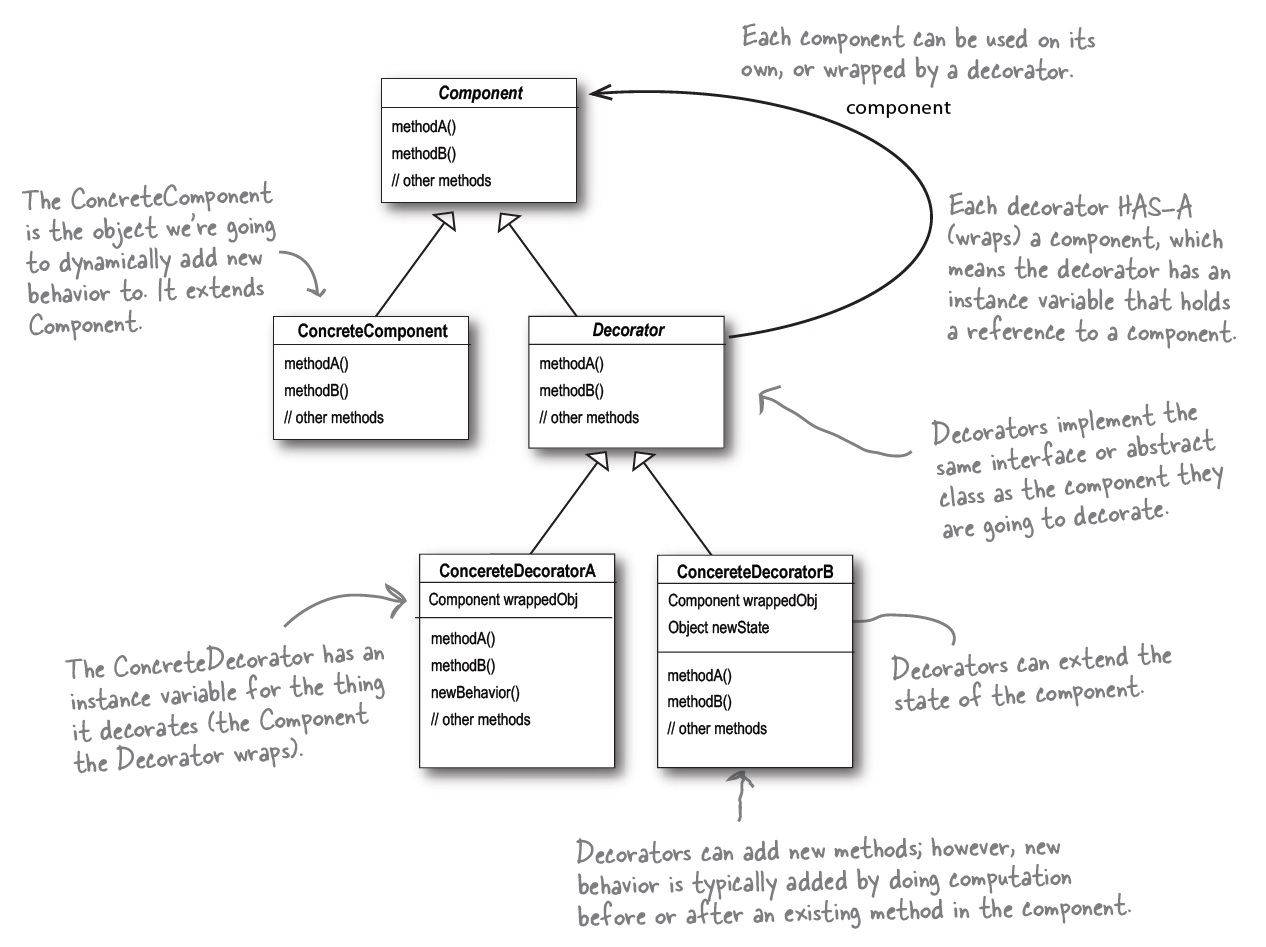 Each component can be used on its
own, or wrapped by a decorator.
component
Component
methodA()
methodB()
// other methods
The ConcreteComponent
is the object we're going
to dynamically add new
behavior to. It extends
Component.
Each decorator HAS-A
(wraps) a component, which
means the decorator has an
instance variable that holds
a reference to a component.
ConcreteComponent
methodA()
methodB()
// other methods
Decorator
methodA()
methodB()
// other methods
Decorators implement the
same interface or abstract
class as the component they
are going to decorate.
ConcereteDecoratorA
Component wrappedObj
methodA()
methodB()
newBehavior()
// other methods
ConcereteDecoratorB
Component wrappedObj
Object newState
methodA()
methodB()
// other methods
The ConcreteDecorator has an
instance variable for the thing
it decorates (the Component
the Decorator wraps).
Decorators can extend the
state of the component.
Decorators can add new methods; however, new
behavior is typically added by doing computation
before or after an existing method in the component.